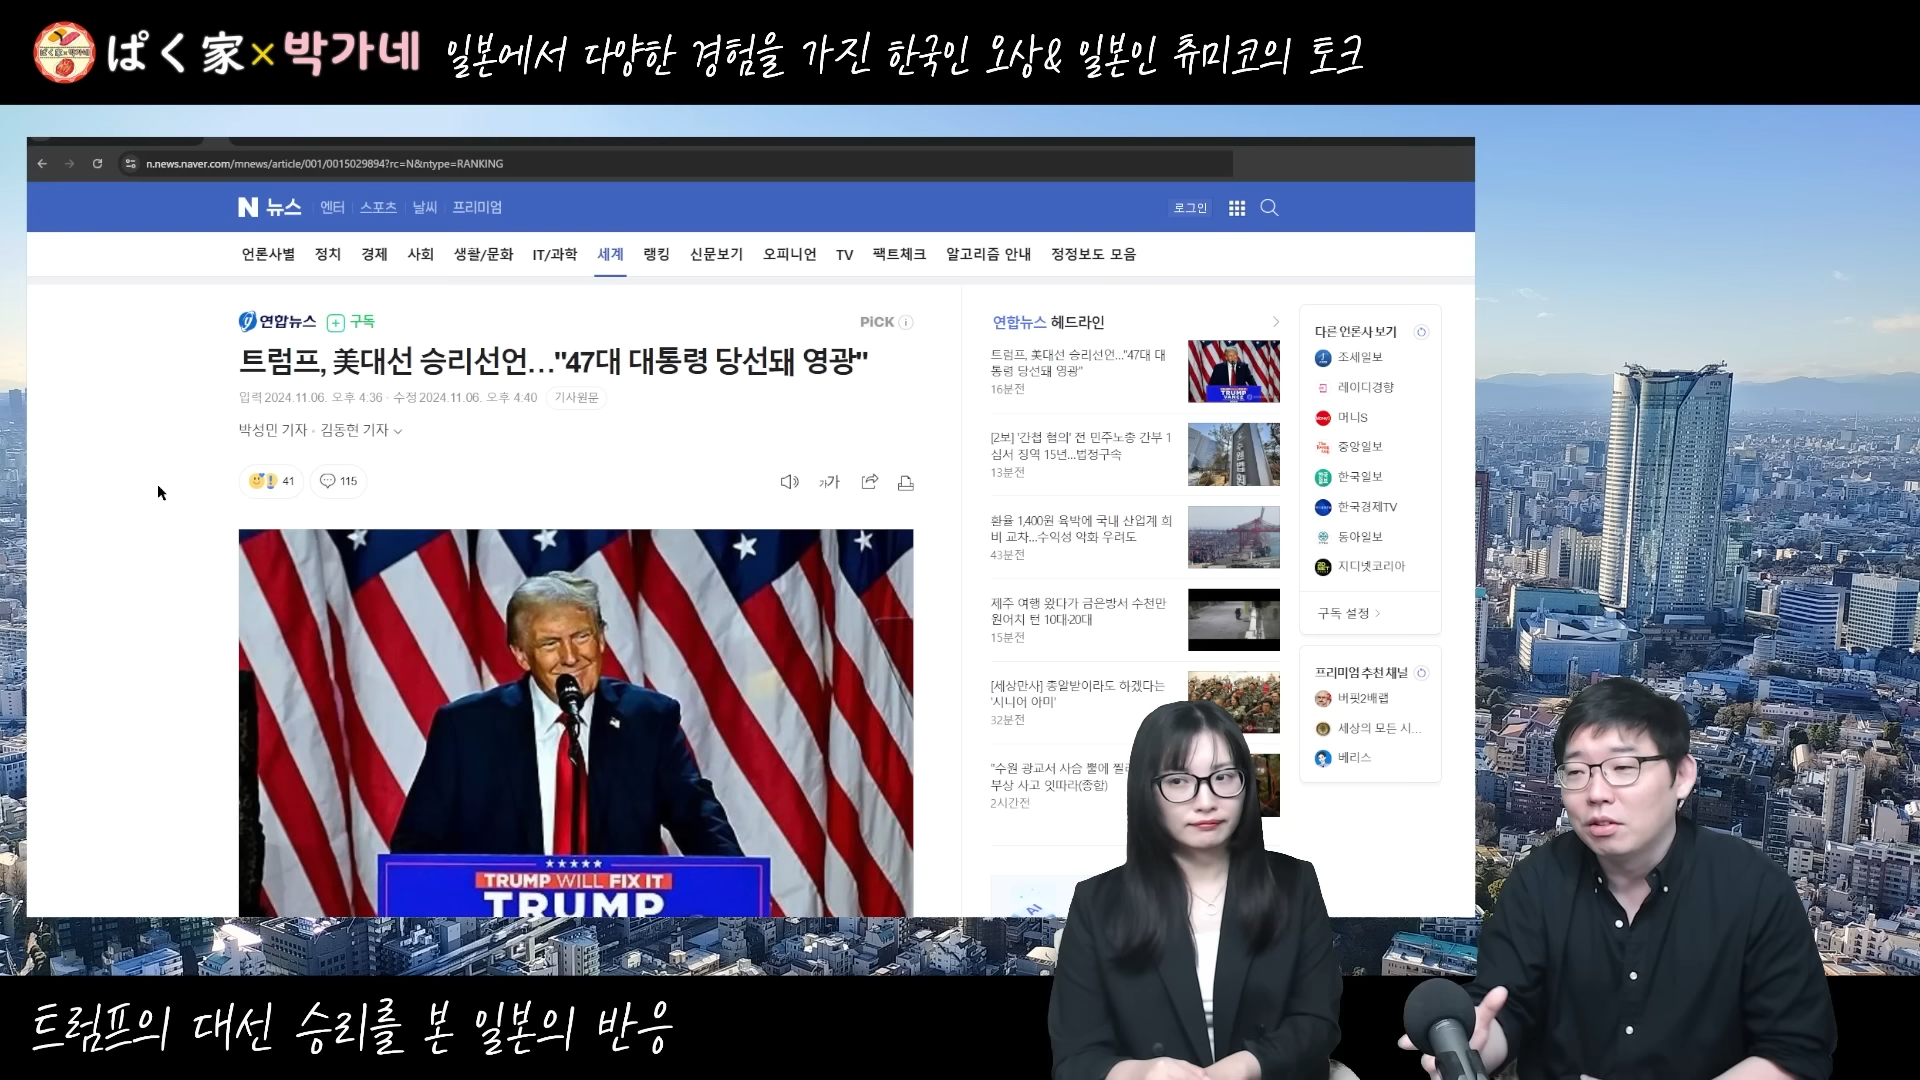 ぱく家×박가네 일본에서 다양한 경험을 가진 한국인 오상& 일본인 츄미코의 토크
n.news.naver.com/mnews/article/001/0015029894?rc=N&ntype=RANKING
N 뉴스 엔터 스포츠 날씨 프리미엄 로그인
언론사별 정치 경제 사회 생활/문화 IT/과학 세계 랭킹 신문보기 오피니언 TV 팩트체크 알고리즘 안내 정정보도 모음
연합뉴스 구독 PiCK
트럼프, 美대선 승리선언…"47대 대통령 당선돼 영광"
입력 2024.11.06. 오후 4:36 · 수정 2024.11.06. 오후 4:40 기사원문
박성민 기자 · 김동현 기자
41 115
가가
TRUMP WILL FIX IT
TRUMP
연합뉴스 헤드라인
트럼프, 美대선 승리선언…"47대 대
통령 당선돼 영광"
16분전
[2보] '간첩 혐의' 전 민주노총 간부 1
심서 징역 15년…법정구속
13분전
환율 1,400원 육박에 국내 산업계 희
비 교차…수익성 악화 우려도
43분전
제주 여행 왔다가 금은방서 수천만
원어치 턴 10대·20대
15분전
[세상만사] 총알받이라도 하겠다는
'시니어 아미'
32분전
"수원 광교서 사슴 뿔에 찔려
부상 사고 잇따라(종합)
2시간전
AI
다른 언론사 보기
조세일보
레이디경향
머니S
중앙일보
한국일보
한국경제TV
동아일보
지디넷코리아
구독 설정
프리미엄 추천 채널
버핏2배랩
세상의 모든 시...
베리스
트럼프의 대선 승리를 본 일본의 반응